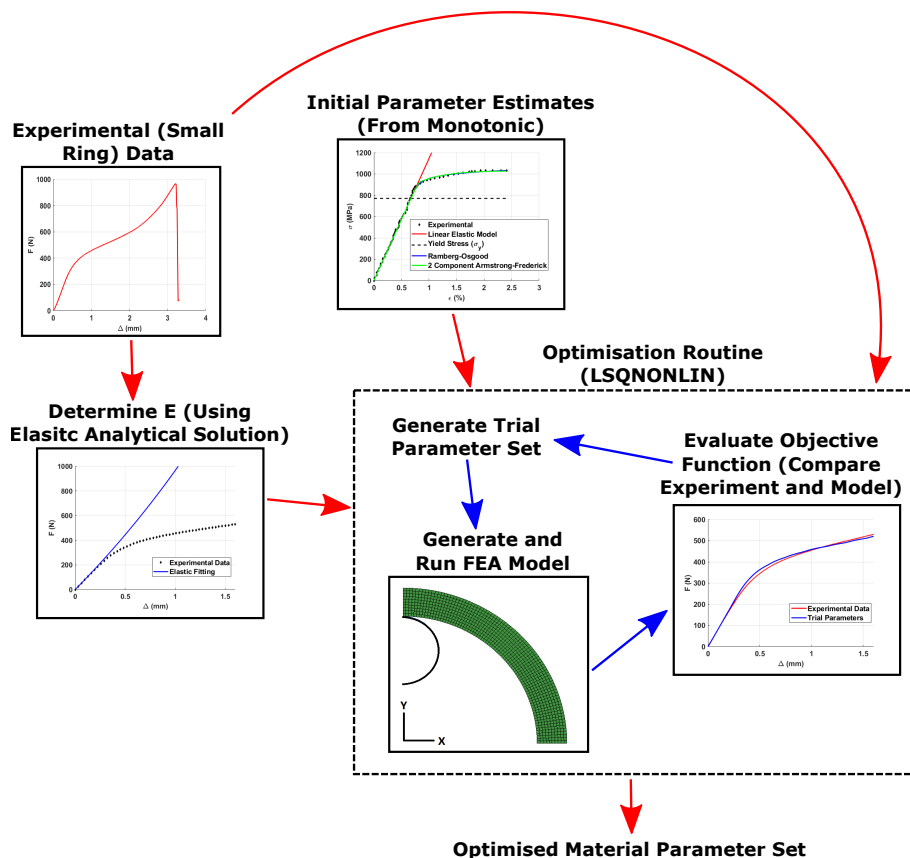 Initial Parameter Estimates
(From Monotonic)
Experimental (Small
Ring) Data
1000
800
600
400
200
0
F (N)
0 1 2 3 4
Δ (mm)
1200
1000
800
600
400
200
0
σ (MPa)
Experimental
Linear Elastic Model
Yield Stress (σy)
Ramberg-Osgood
2 Component Armstrong-Frederick
0 0.5 1 1.5 2 2.5 3
ϵ (%)
Optimisation Routine
(LSQNONLIN)
Determine E (Using
Elasitc Analytical Solution)
1000
800
600
400
200
0
F (N)
Experimental Data
Elastic Fitting
0 0.5 1 1.5
Δ (mm)
Generate Trial
Parameter Set
Evaluate Objective
Function (Compare
Experiment and Model)
600
500
400
300
200
100
0
F (N)
Experimental Data
Trial Parameters
0 0.5 1 1.5
Δ (mm)
Generate and
Run FEA Model
Y
X
Optimised Material Parameter Set